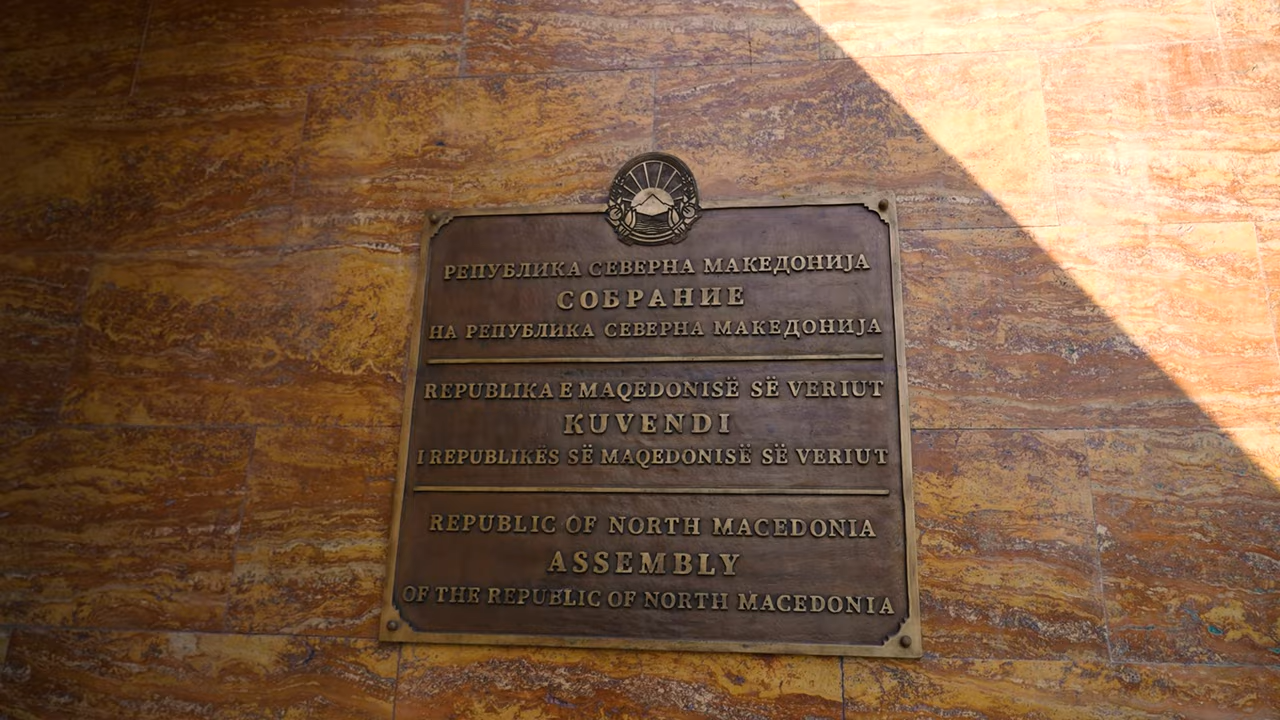 РЕПУБЛИКА СЕВЕРНА МАКЕДОНИЈА
СОБРАНИЕ
НА РЕПУБЛИКА СЕВЕРНА МАКЕДОНИЈА
REPUBLIKA E MAQEDONISË SË VERIUT
KUVENDI
I REPUBLIKËS SË MAQEDONISË SË VERIUT
REPUBLIC OF NORTH MACEDONIA
ASSEMBLY
OF THE REPUBLIC OF NORTH MACEDONIA